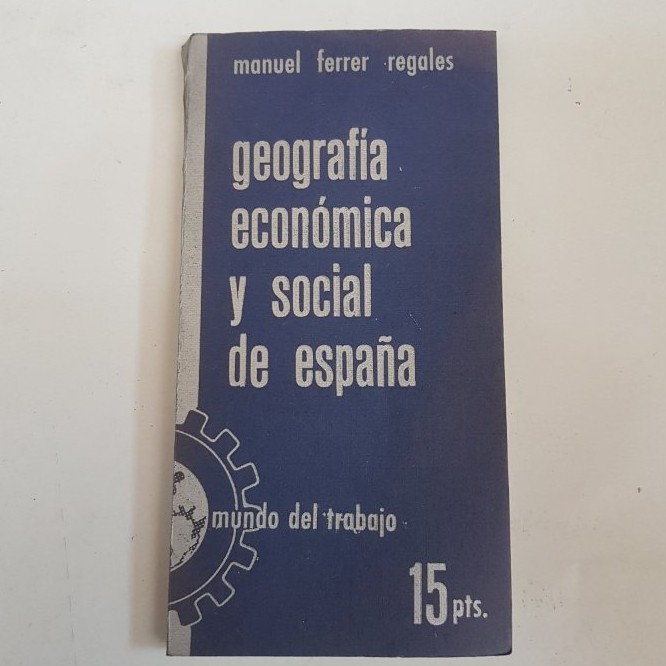 manuel ferrer regales
geografía
económica
y social
de españa
mundo del trabajo
15 pts.